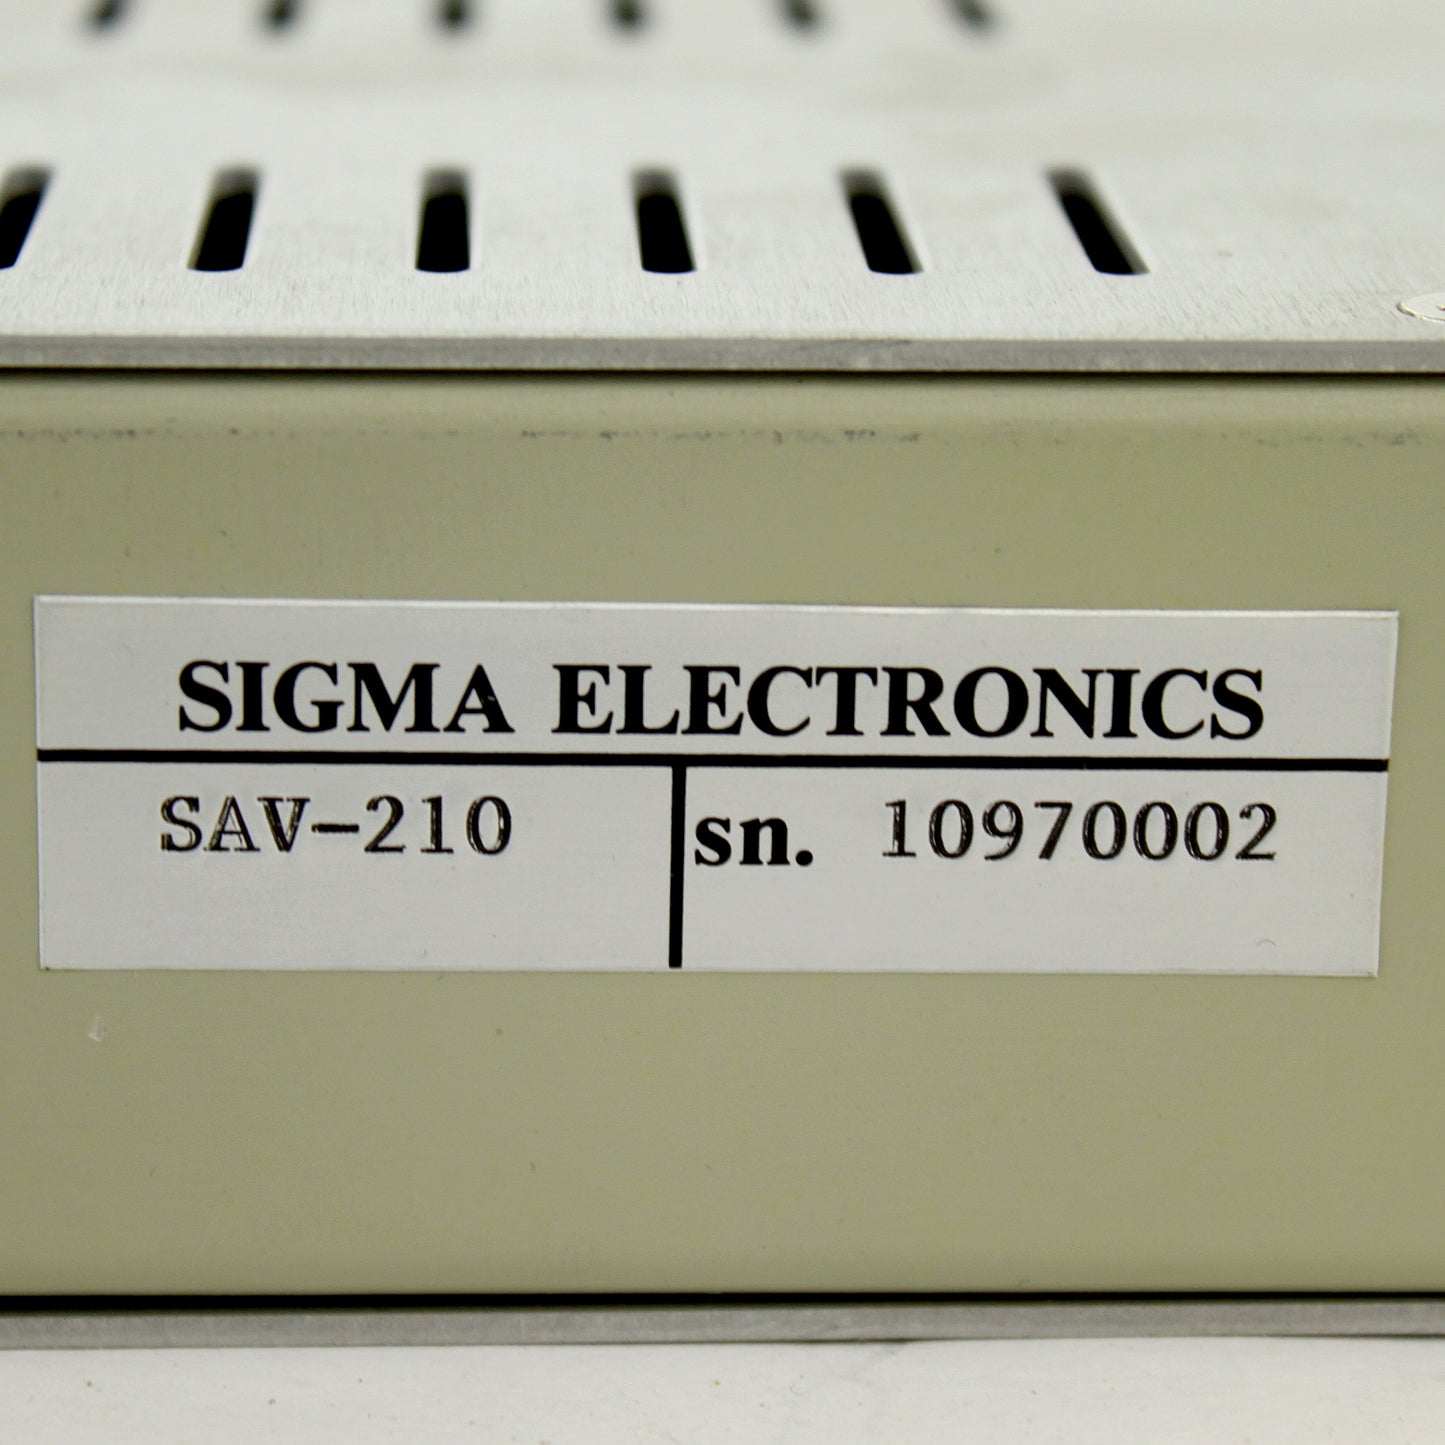 SIGMA ELECTRONICS
SAV-210 sn. 10970002